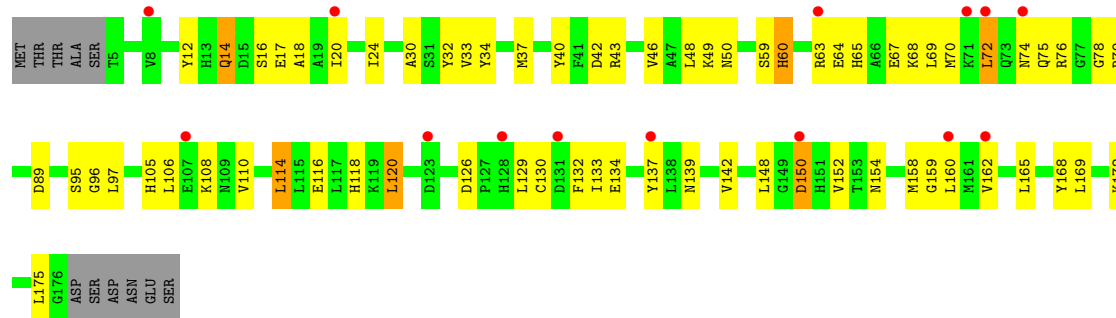 MET THR THR ALA SER T5 V8 Y12 H13 Q14 D15 S16 E17 A18 A19 I20 I24 A30 S31 Y32 V33 Y34 M37 Y40 F41 D42 R43 V46 A47 L48 K49 N50 S59 H60 R63 E64 H65 A66 E67 K68 L69 M70 K71 L72 Q73 N74 Q75 R76 G77 G78
D89 S95 G96 L97 H105 L106 E107 K108 N109 V110 L114 L115 E116 L117 H118 K119 L120 D123 D126 P127 H128 L129 C130 D131 F132 I133 E134 Y137 L138 N139 V142 L148 G149 D150 H151 V152 T153 N154 M158 G159 L160 M161 V162 L165 Y168 L169
L175 G176 ASP SER ASP ASN GLU SER